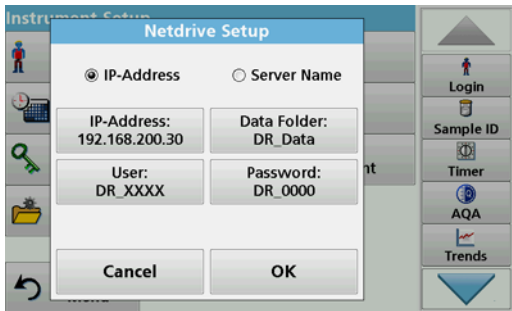 Instrument Setup
Netdrive Setup
IP-Address
Server Name
IP-Address:
192.168.200.30
Data Folder:
DR_Data
User:
DR_XXXX
Password:
DR_0000
Cancel
OK
Menu
Login
Sample ID
Timer
AQA
Trends